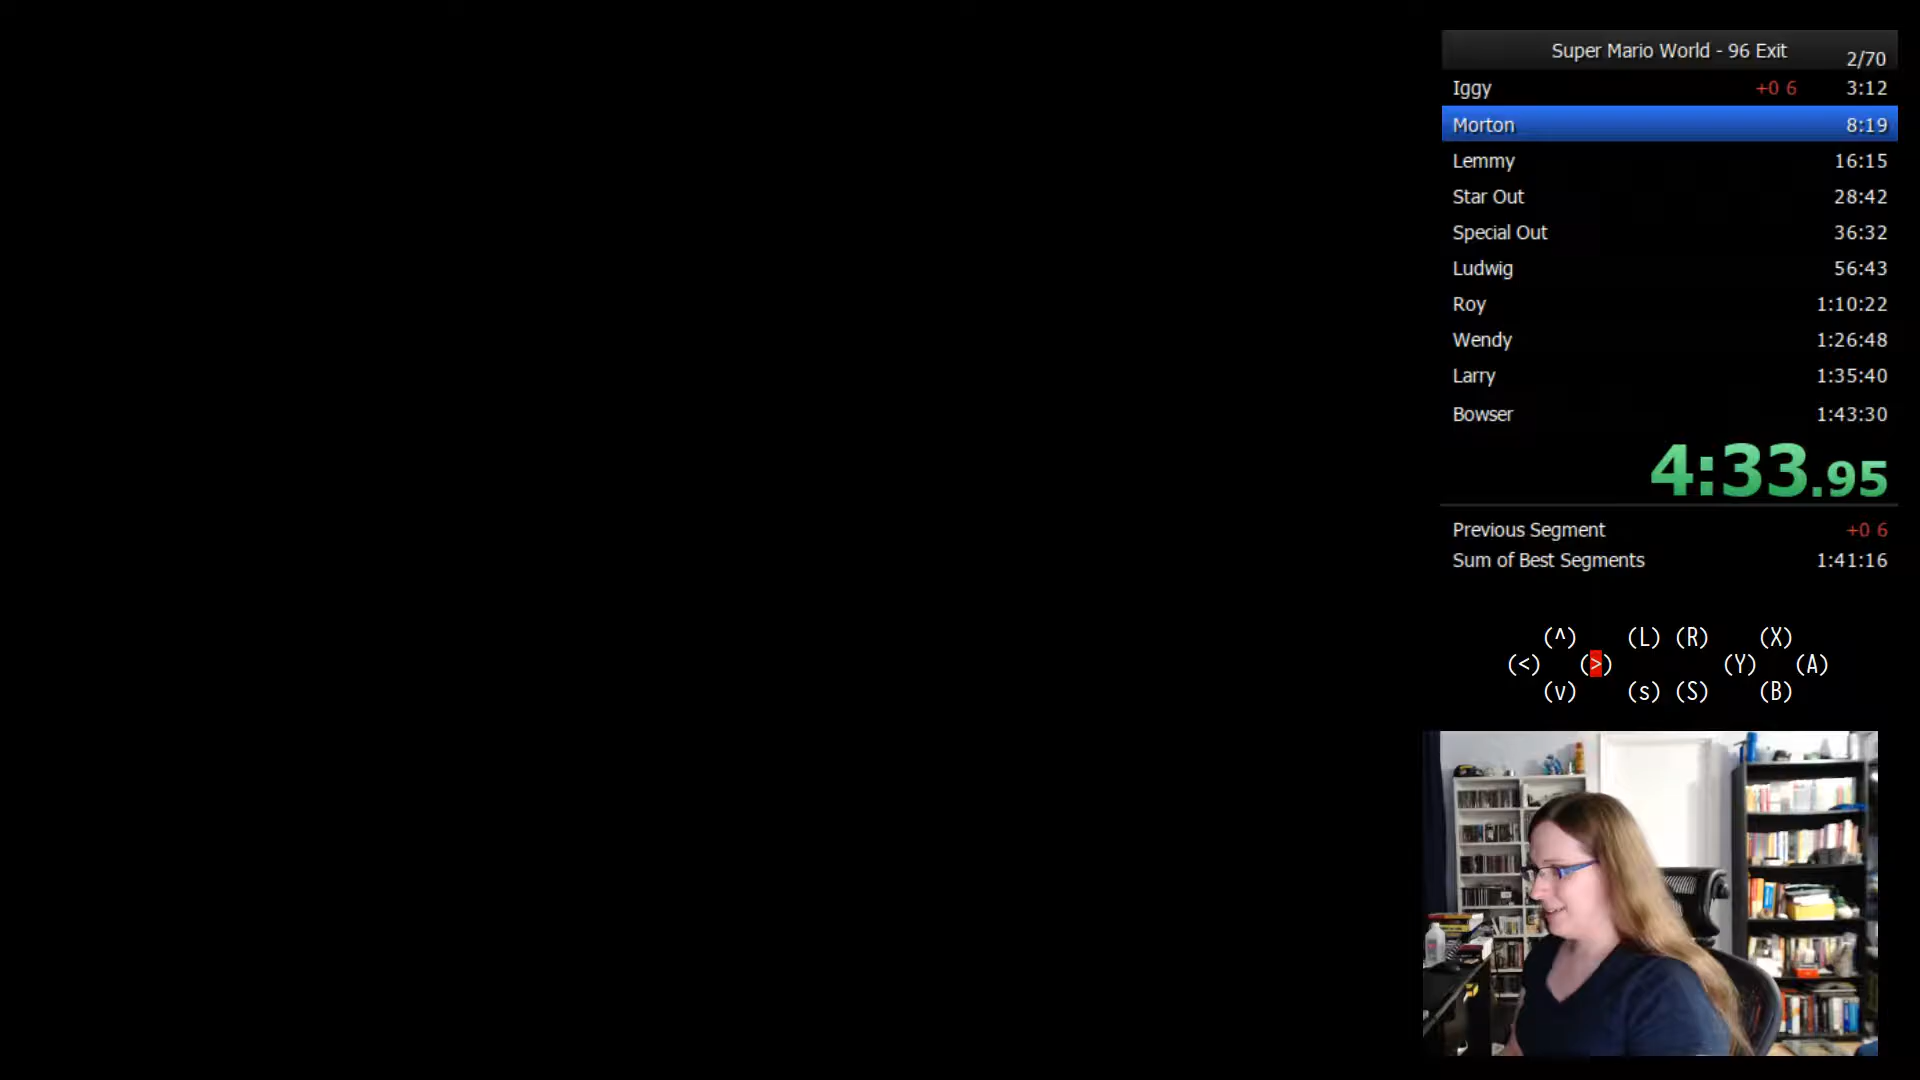 Super Mario World - 96 Exit
2/70
Iggy +0 6 3:12
Morton 8:19
Lemmy 16:15
Star Out 28:42
Special Out 36:32
Ludwig 56:43
Roy 1:10:22
Wendy 1:26:48
Larry 1:35:40
Bowser 1:43:30
4:33.95
Previous Segment +0 6
Sum of Best Segments 1:41:16
(^) (L) (R) (X)
(<) (>) (Y) (A)
(v) (s) (S) (B)